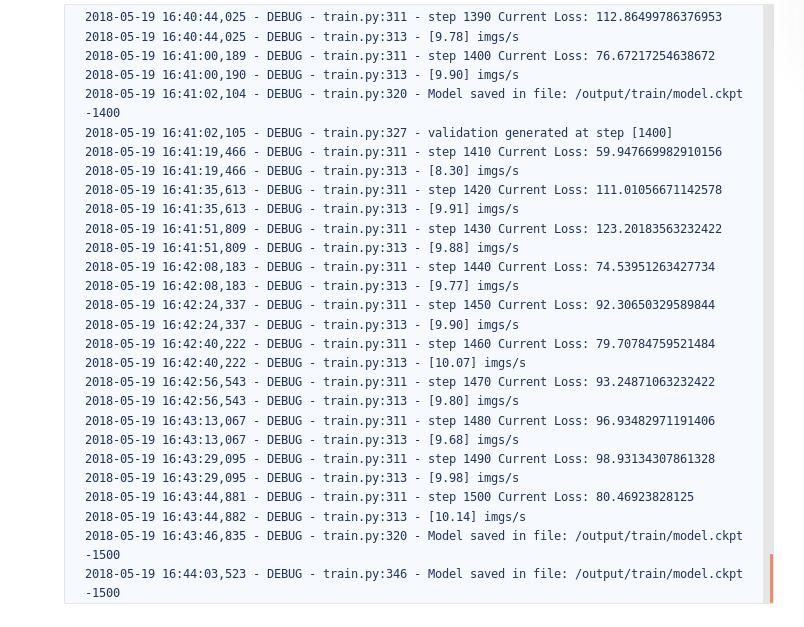 2018-05-19 16:40:44,025 - DEBUG - train.py:311 - step 1390 Current Loss: 112.86499786376953
2018-05-19 16:40:44,025 - DEBUG - train.py:313 - [9.78] imgs/s
2018-05-19 16:41:00,189 - DEBUG - train.py:311 - step 1400 Current Loss: 76.67217254638672
2018-05-19 16:41:00,190 - DEBUG - train.py:313 - [9.90] imgs/s
2018-05-19 16:41:02,104 - DEBUG - train.py:320 - Model saved in file: /output/train/model.ckpt
-1400
2018-05-19 16:41:02,105 - DEBUG - train.py:327 - validation generated at step [1400]
2018-05-19 16:41:19,466 - DEBUG - train.py:311 - step 1410 Current Loss: 59.947669982910156
2018-05-19 16:41:19,466 - DEBUG - train.py:313 - [8.30] imgs/s
2018-05-19 16:41:35,613 - DEBUG - train.py:311 - step 1420 Current Loss: 111.01056671142578
2018-05-19 16:41:35,613 - DEBUG - train.py:313 - [9.91] imgs/s
2018-05-19 16:41:51,809 - DEBUG - train.py:311 - step 1430 Current Loss: 123.20183563232422
2018-05-19 16:41:51,809 - DEBUG - train.py:313 - [9.88] imgs/s
2018-05-19 16:42:08,183 - DEBUG - train.py:311 - step 1440 Current Loss: 74.53951263427734
2018-05-19 16:42:08,183 - DEBUG - train.py:313 - [9.77] imgs/s
2018-05-19 16:42:24,337 - DEBUG - train.py:311 - step 1450 Current Loss: 92.30650329589844
2018-05-19 16:42:24,337 - DEBUG - train.py:313 - [9.90] imgs/s
2018-05-19 16:42:40,222 - DEBUG - train.py:311 - step 1460 Current Loss: 79.70784759521484
2018-05-19 16:42:40,222 - DEBUG - train.py:313 - [10.07] imgs/s
2018-05-19 16:42:56,543 - DEBUG - train.py:311 - step 1470 Current Loss: 93.24871063232422
2018-05-19 16:42:56,543 - DEBUG - train.py:313 - [9.80] imgs/s
2018-05-19 16:43:13,067 - DEBUG - train.py:311 - step 1480 Current Loss: 96.93482971191406
2018-05-19 16:43:13,067 - DEBUG - train.py:313 - [9.68] imgs/s
2018-05-19 16:43:29,095 - DEBUG - train.py:311 - step 1490 Current Loss: 98.93134307861328
2018-05-19 16:43:29,095 - DEBUG - train.py:313 - [9.98] imgs/s
2018-05-19 16:43:44,881 - DEBUG - train.py:311 - step 1500 Current Loss: 80.46923828125
2018-05-19 16:43:44,882 - DEBUG - train.py:313 - [10.14] imgs/s
2018-05-19 16:43:46,835 - DEBUG - train.py:320 - Model saved in file: /output/train/model.ckpt
-1500
2018-05-19 16:44:03,523 - DEBUG - train.py:346 - Model saved in file: /output/train/model.ckpt
-1500